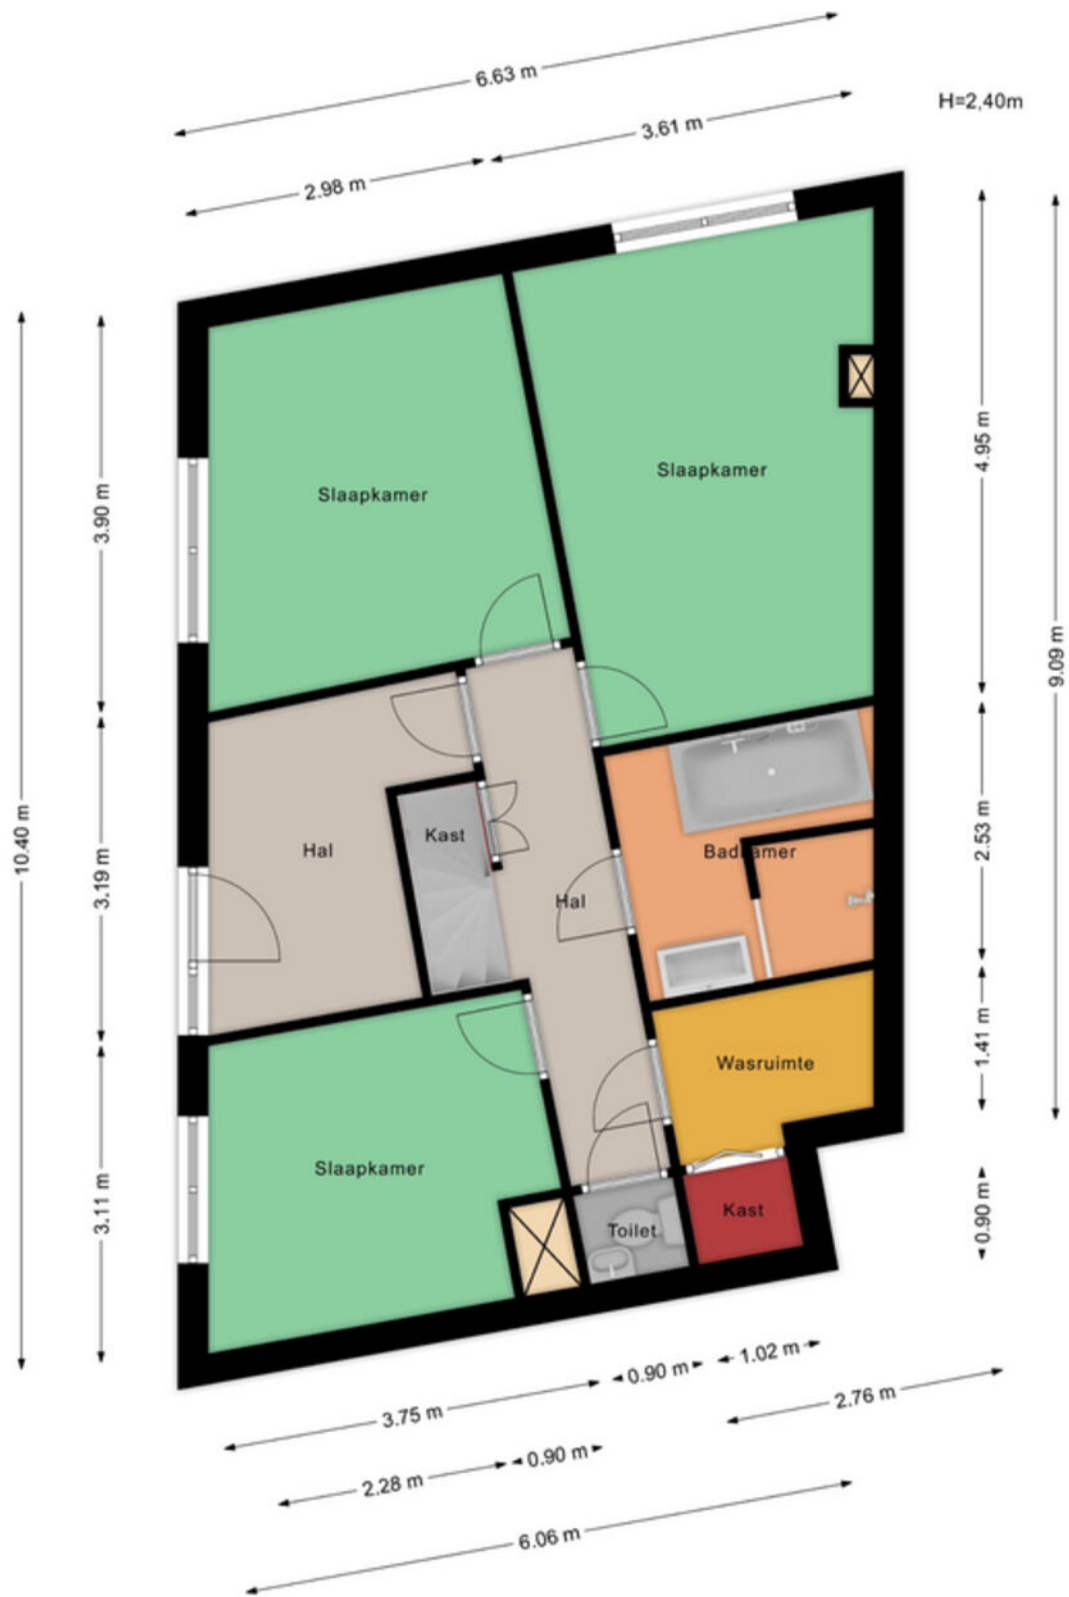 6.63 m
H=2,40m
3.61 m
2.98 m
Slaapkamer
Slaapkamer
4.95 m
3.90 m
9.09 m
10.40 m
3.19 m
Hal
Kast
Hal
Badkamer
2.53 m
Wasruimte
1.41 m
Slaapkamer
3.11 m
Toilet
Kast
0.90 m
3.75 m
0.90 m
1.02 m
2.76 m
2.28 m
0.90 m
6.06 m